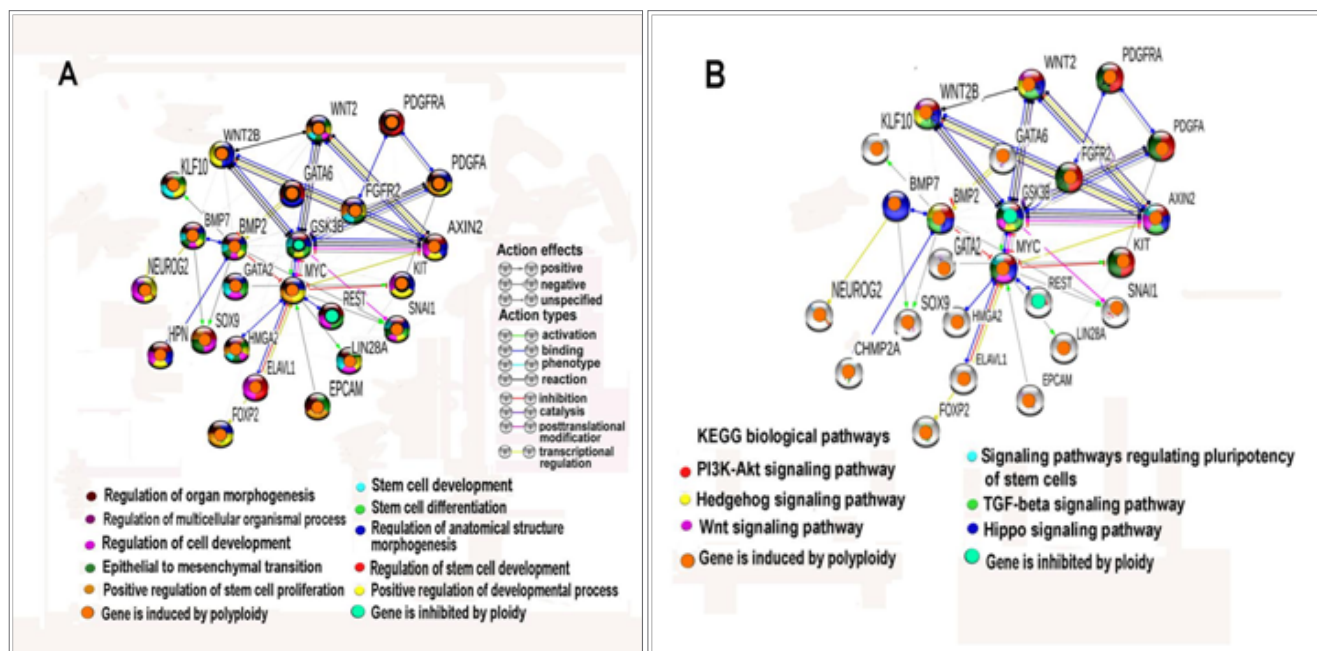 A
WNT2
PDGFRA
WNT2B
KLF10
GATA6
PDGFA
FGFR2
BMP7
BMP2
GSK3B
AXIN2
NEUROG2
GATA2
MYC
KIT
HPN
SOX9
HMGA2
REST
SNAI1
LIN28A
ELAVL1
EPCAM
FOXP2
Action effects
positive
negative
unspecified
Action types
activation
binding
phenotype
reaction
inhibition
catalysis
posttranslational
modificatior
transcriptional
regulation
Regulation of organ morphogenesis
Regulation of multicellular organismal process
Regulation of cell development
Epithelial to mesenchymal transition
Positive regulation of stem cell proliferation
Gene is induced by polyploidy
Stem cell development
Stem cell differentiation
Regulation of anatomical structure
morphogenesis
Regulation of stem cell development
Positive regulation of developmental process
Gene is inhibited by ploidy
B
WNT2
PDGFRA
WNT2B
KLF10
GATA6
PDGFA
FGFR2
BMP7
BMP2
GSK3B
AXIN2
GATA2
MYC
KIT
NEUROG2
SOX9
HMGA2
REST
SNAI1
CHMP2A
LIN28A
ELAVL1
EPCAM
FOXP2
KEGG biological pathways
PI3K-Akt signaling pathway
Hedgehog signaling pathway
Wnt signaling pathway
Gene is induced by polyploidy
Signaling pathways regulating pluripotency
of stem cells
TGF-beta signaling pathway
Hippo signaling pathway
Gene is inhibited by ploidy